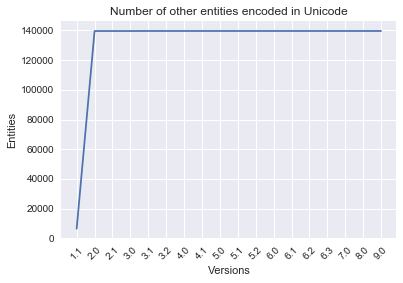 Number of other entities encoded in Unicode
140000
120000
100000
80000
60000
40000
20000
0
Entities
1.1 2.0 2.1 3.0 3.1 3.2 4.0 4.1 5.0 5.1 5.2 6.0 6.1 6.2 6.3 7.0 8.0 9.0
Versions